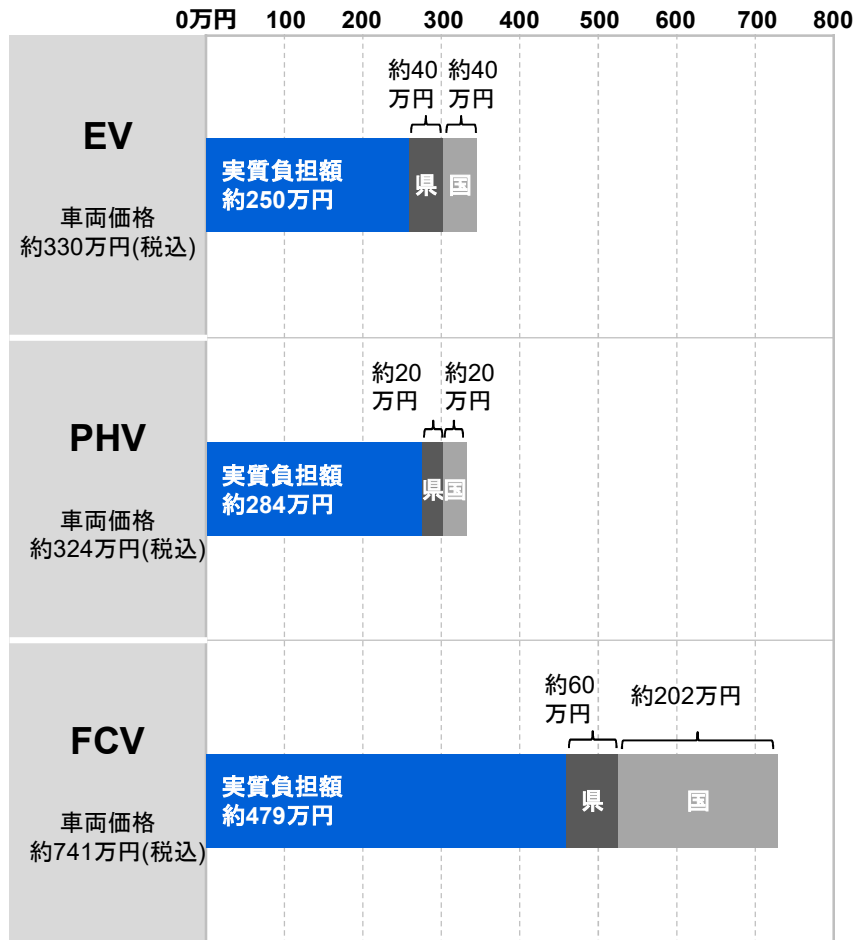 0万円 100 200 300 400 500 600 700 800
EV
車両価格
約330万円(税込)
約40
万円
約40
万円
実質負担額
約250万円
県
国
PHV
車両価格
約324万円(税込)
約20
万円
約20
万円
実質負担額
約284万円
県
国
FCV
車両価格
約741万円(税込)
約60
万円
約202万円
実質負担額
約479万円
県
国